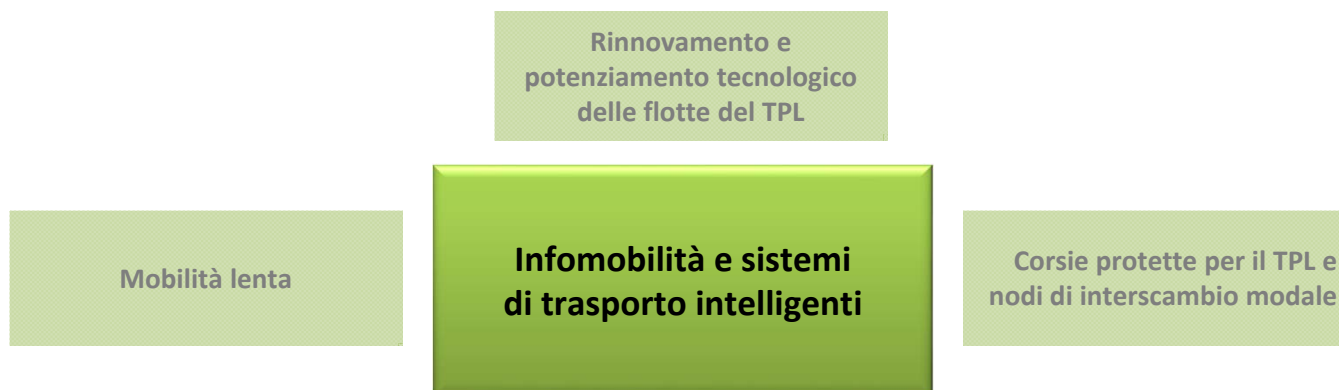 Rinnovamento e
potenziamento tecnologico
delle flotte del TPL
Mobilità lenta
Infomobilità e sistemi
di trasporto intelligenti
Corsie protette per il TPL e
nodi di interscambio modale